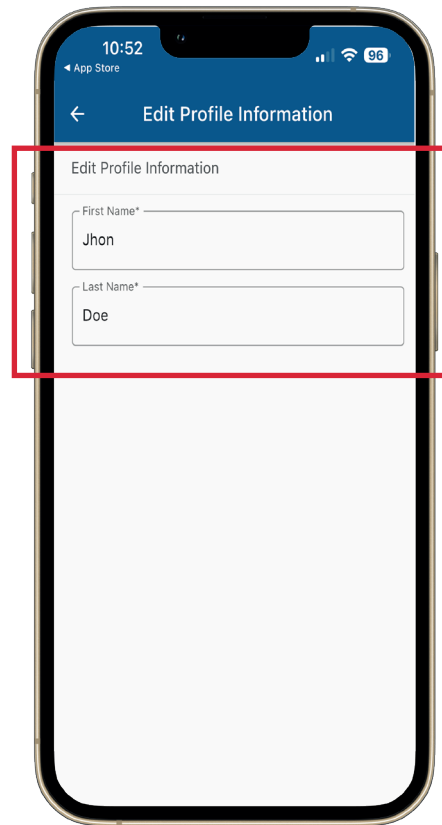 10:52
96
◀ App Store
← Edit Profile Information
Edit Profile Information
First Name*
Jhon
Last Name*
Doe